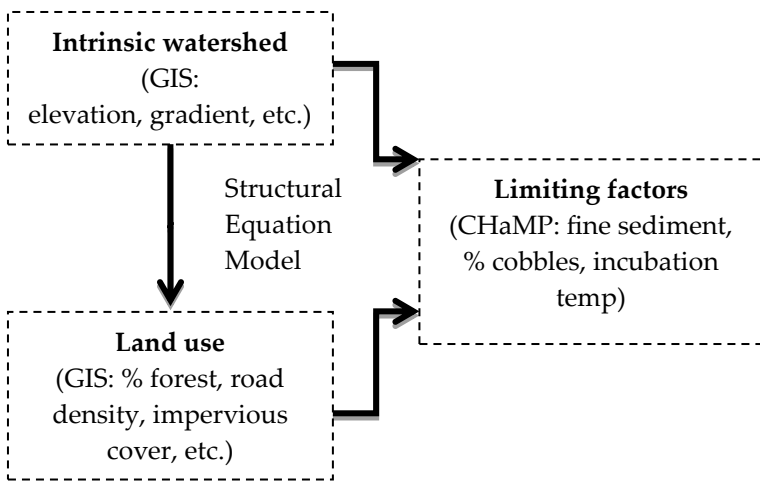 Intrinsic watershed
(GIS:
elevation, gradient, etc.)
Structural
Equation
Model
Limiting factors
(CHaMP: fine sediment,
% cobbles, incubation
temp)
Land use
(GIS: % forest, road
density, impervious
cover, etc.)